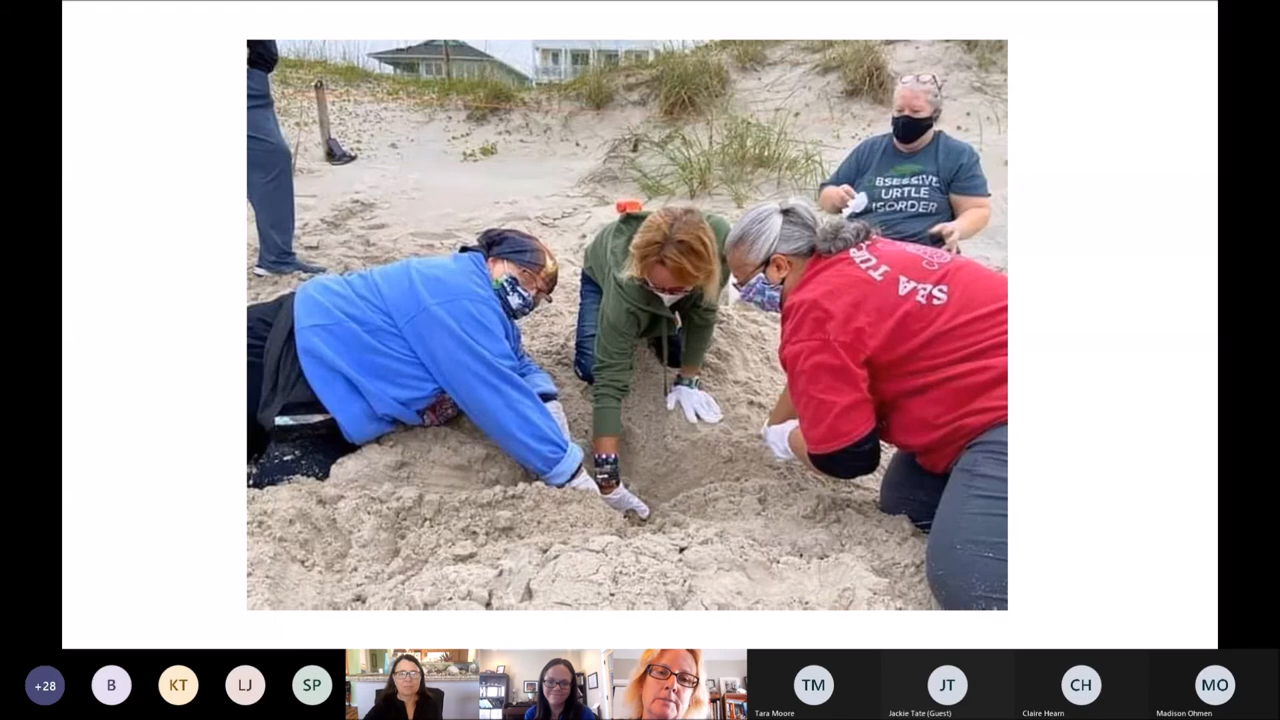 BSESSIVE
URTLE
ISORDER
SEA TUR
+28
B
KT
LJ
SP
TM
JT
CH
MO
Tara Moore
Jackie Tate (Guest)
Claire Hearn
Madison Ohmen